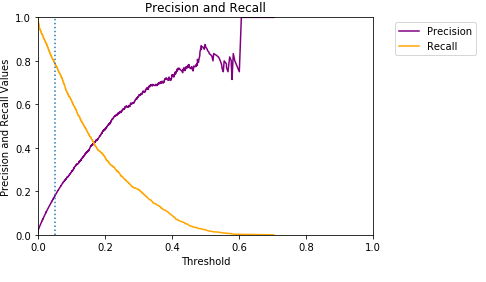 Precision and Recall
Precision
Recall
Precision and Recall Values
1.0
0.8
0.6
0.4
0.2
0.0
0.0 0.2 0.4 0.6 0.8 1.0
Threshold